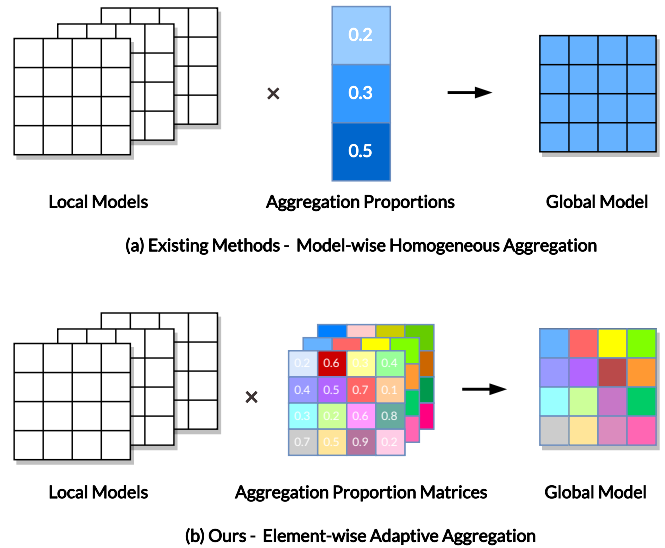 0.2
×
0.3
0.5
Local Models
Aggregation Proportions
Global Model
(a) Existing Methods - Model-wise Homogeneous Aggregation
0.2 0.6 0.4
0.4 0.5 0.7 0.1
×
0.3 0.2 0.6 0.8
0.7 0.5 0.9 0.2
Local Models
Aggregation Proportion Matrices
Global Model
(b) Ours - Element-wise Adaptive Aggregation